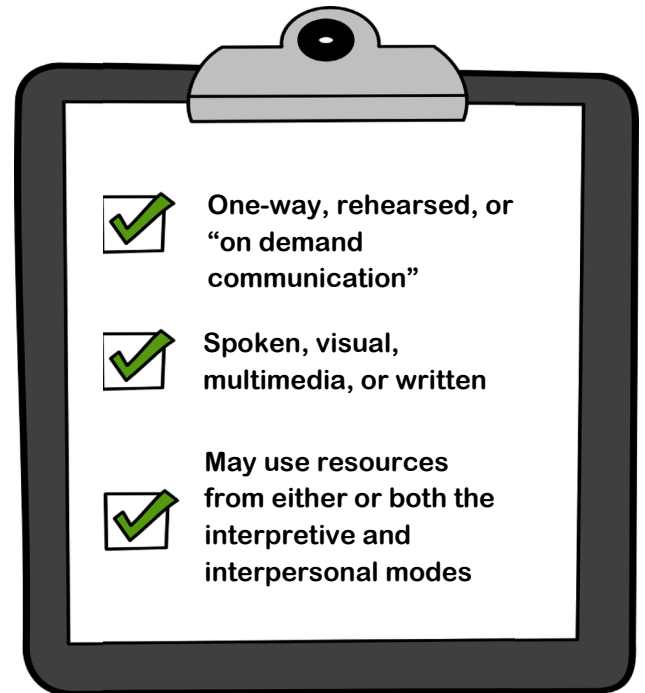 One-way, rehearsed, or
“on demand
communication”
Spoken, visual,
multimedia, or written
May use resources
from either or both the
interpretive and
interpersonal modes